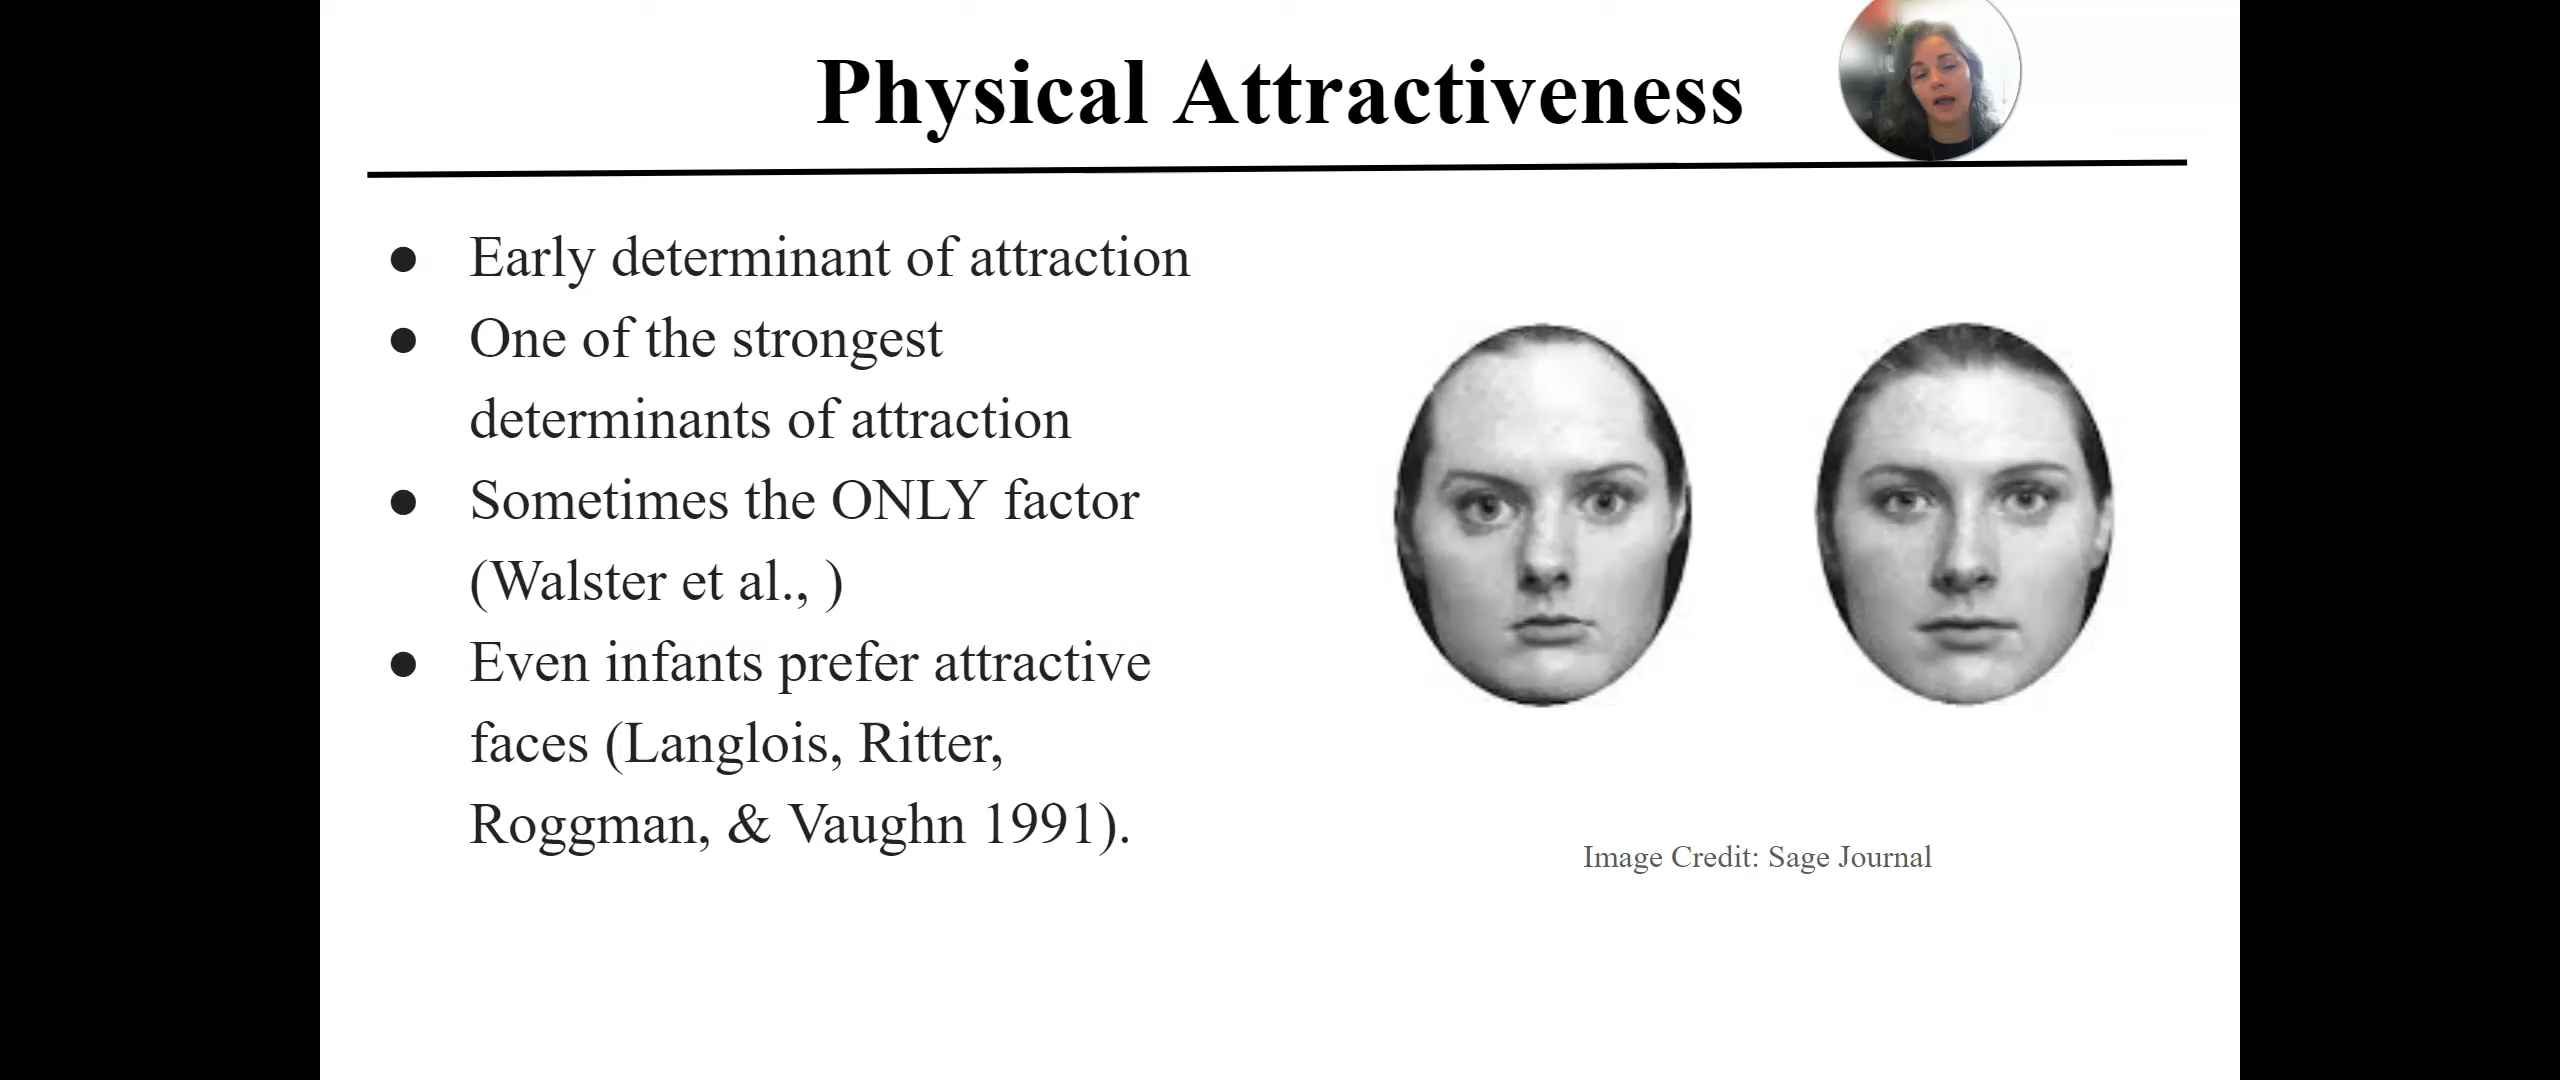 Physical Attractiveness
● Early determinant of attraction
● One of the strongest
determinants of attraction
● Sometimes the ONLY factor
(Walster et al., )
● Even infants prefer attractive
faces (Langlois, Ritter,
Roggman, & Vaughn 1991).
Image Credit: Sage Journal